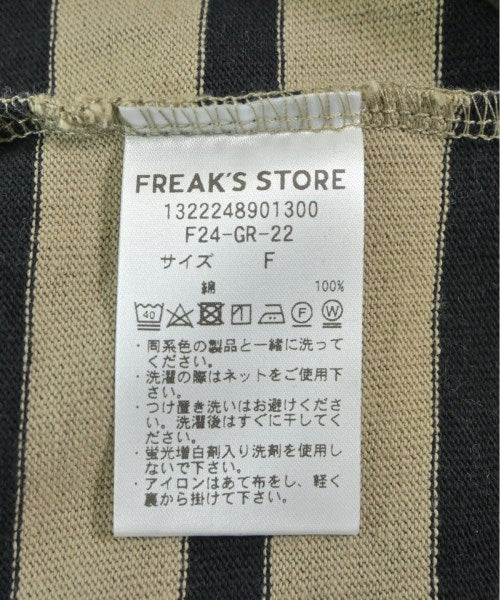 FREAK'S STORE
1322248901300
F24-GR-22
サイズ F
綿 100%
40 F W
・同系色の製品と一緒に洗って
ください。
・洗濯の際はネットをご使用下
さい。
・つけ置き洗いはお避けくださ
い。洗濯後はすぐに干してく
ださい。
・蛍光増白剤入り洗剤を使用し
ないで下さい。
・アイロンはあて布をし、軽く
裏から掛けて下さい。